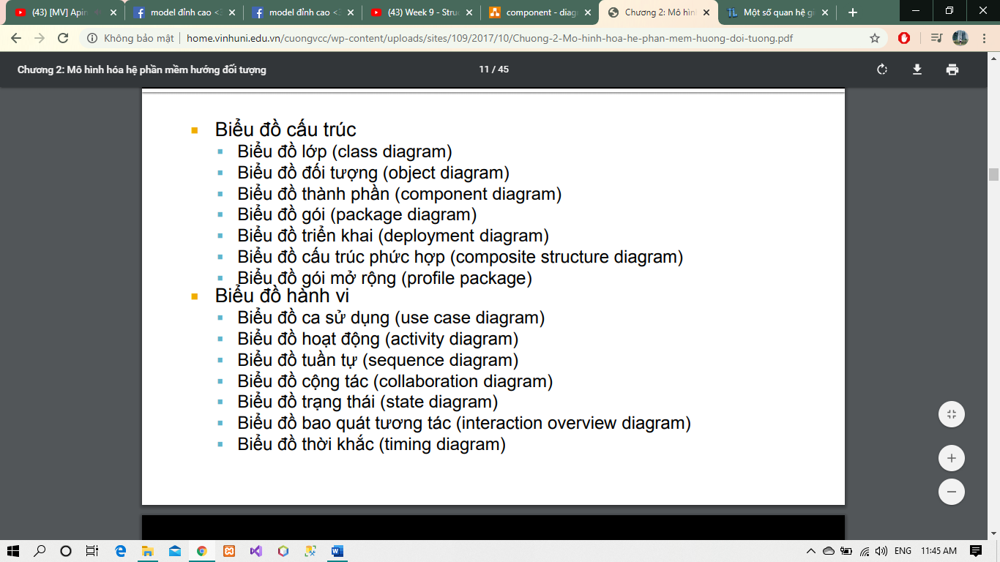 (43) [MV] Apin
model đỉnh cao <3
model đỉnh cao <3
(43) Week 9 - Struc
component - diag
Chương 2: Mô hình
Một số quan hệ gi
Không bảo mật
home.vinhuni.edu.vn/cuongvcc/wp-content/uploads/sites/109/2017/10/Chuong-2-Mo-hinh-hoa-he-phan-mem-huong-doi-tuong.pdf
Chương 2: Mô hình hóa hệ phần mềm hướng đối tượng
11 / 45
Biểu đồ cấu trúc
Biểu đồ lớp (class diagram)
Biểu đồ đối tượng (object diagram)
Biểu đồ thành phần (component diagram)
Biểu đồ gói (package diagram)
Biểu đồ triển khai (deployment diagram)
Biểu đồ cấu trúc phức hợp (composite structure diagram)
Biểu đồ gói mở rộng (profile package)
Biểu đồ hành vi
Biểu đồ ca sử dụng (use case diagram)
Biểu đồ hoạt động (activity diagram)
Biểu đồ tuần tự (sequence diagram)
Biểu đồ cộng tác (collaboration diagram)
Biểu đồ trạng thái (state diagram)
Biểu đồ bao quát tương tác (interaction overview diagram)
Biểu đồ thời khắc (timing diagram)
ENG
11:45 AM